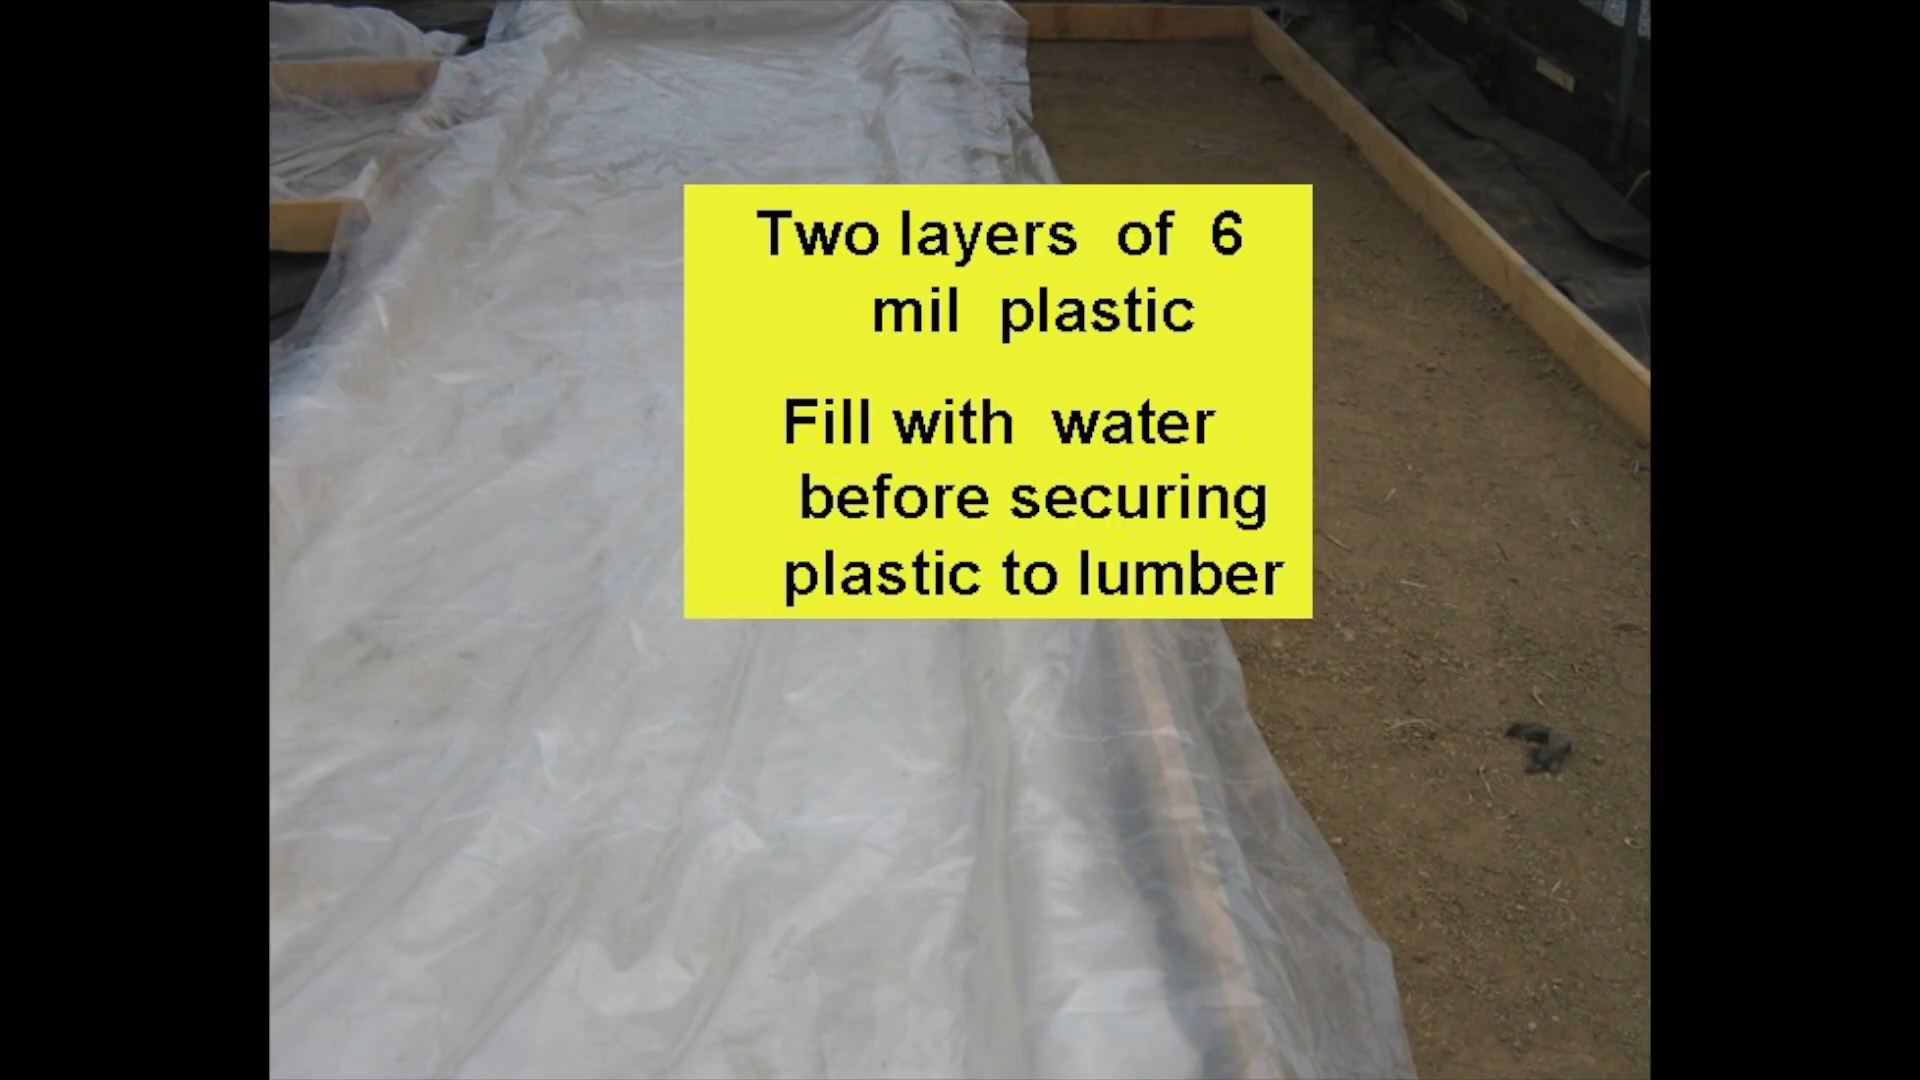 Two layers of 6
mil plastic
Fill with water
before securing
plastic to lumber